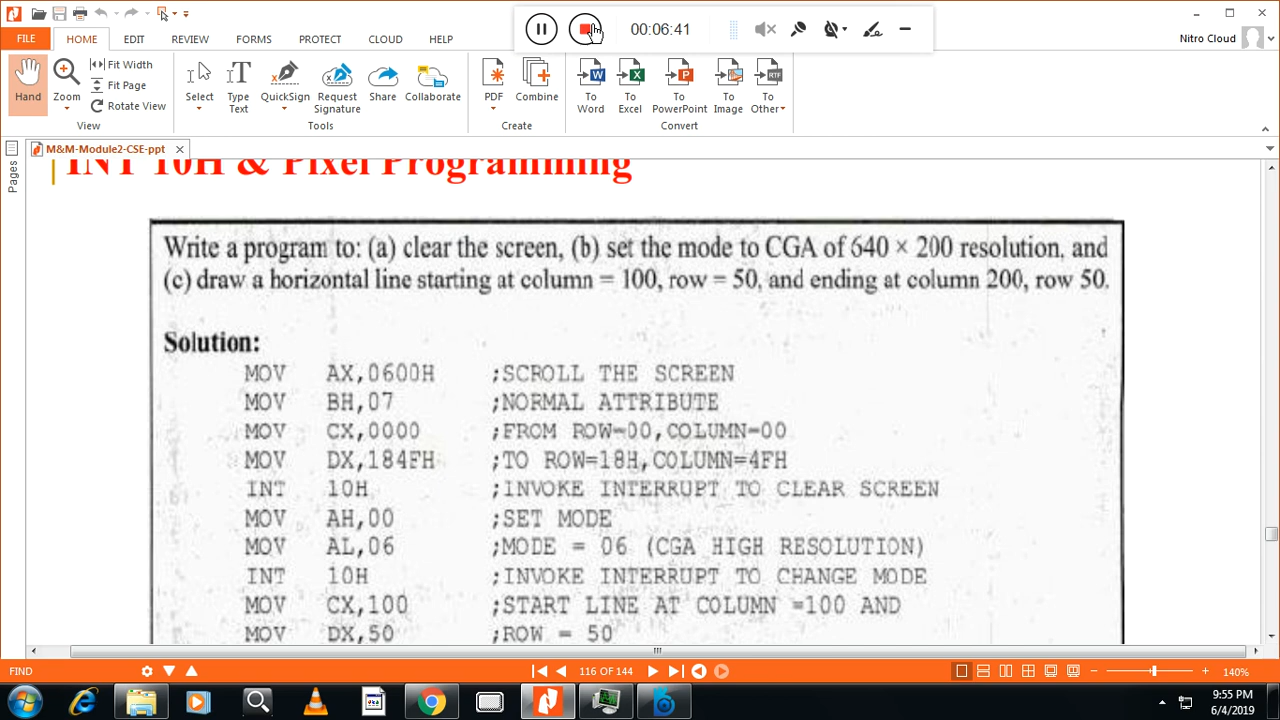 00:06:41
Nitro Cloud
FILE HOME EDIT REVIEW FORMS PROTECT CLOUD HELP
Fit Width
Fit Page
Rotate View
Hand Zoom Select Type Text QuickSign Request Signature Share Collaborate PDF Combine To Word To Excel To PowerPoint To Image To Other
View Tools Create Convert
M&M-Module2-CSE-ppt
Pages
INT 10H & Pixel Programming
Write a program to: (a) clear the screen, (b) set the mode to CGA of 640 × 200 resolution, and
(c) draw a horizontal line starting at column = 100, row = 50, and ending at column 200, row 50.
Solution:
MOV AX,0600H ;SCROLL THE SCREEN
MOV BH,07 ;NORMAL ATTRIBUTE
MOV CX,0000 ;FROM ROW=00,COLUMN=00
MOV DX,184FH ;TO ROW=18H,COLUMN=4FH
INT 10H ;INVOKE INTERRUPT TO CLEAR SCREEN
MOV AH,00 ;SET MODE
MOV AL,06 ;MODE = 06 (CGA HIGH RESOLUTION)
INT 10H ;INVOKE INTERRUPT TO CHANGE MODE
MOV CX,100 ;START LINE AT COLUMN =100 AND
MOV DX,50 ;ROW = 50
FIND
116 OF 144
140%
9:55 PM
6/4/2019